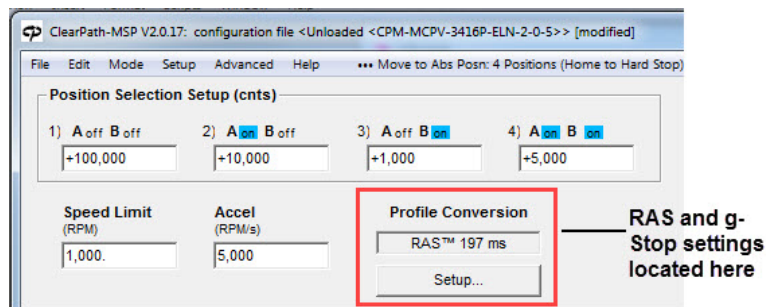 ClearPath-MSP V2.0.17: configuration file <Unloaded <CPM-MCPV-3416P-ELN-2-0-5>> [modified]
File Edit Mode Setup Advanced Help ••• Move to Abs Posn: 4 Positions (Home to Hard Stop)
Position Selection Setup (cnts)
1) A off B off 2) A on B off 3) A off B on 4) A on B on
+100,000 +10,000 +1,000 +5,000
Speed Limit Accel Profile Conversion
(RPM) (RPM/s)
1,000. 5,000 RAS™ 197 ms
Setup...
RAS and g-
Stop settings
located here